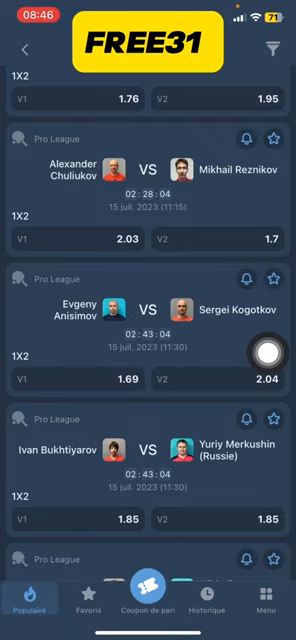 08:46
71
FREE31
1X2
V1 1.76 V2 1.95
Pro League
Alexander
Chuliukov VS Mikhail Reznikov
02 : 28 : 04
15 juil. 2023 (11:15)
1X2
V1 2.03 V2 1.7
Pro League
Evgeny
Anisimov VS Sergei Kogotkov
02 : 43 : 04
15 juil. 2023 (11:30)
1X2
V1 1.69 V2 2.04
Pro League
Ivan Bukhtiyarov VS Yuriy Merkushin
(Russie)
02 : 43 : 04
15 juil. 2023 (11:30)
1X2
V1 1.85 V2 1.85
Pro League
Populaire Favoris Coupon de pari Historique Menu